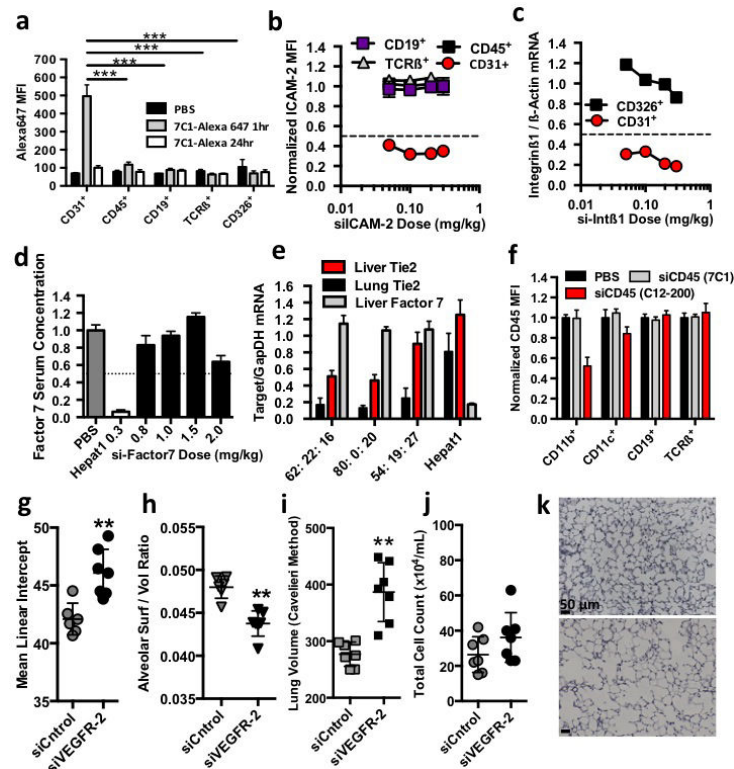 a
***
***
***
***
Alexa647 MFI
700
600
500
400
300
200
100
0
PBS
7C1-Alexa 647 1hr
7C1-Alexa 24hr
CD31+
CD45+
CD19+
TCRß+
CD326+
b
Normalized ICAM-2 MFI
1.4
1.2
1.0
0.8
0.6
0.4
0.2
0.0
CD19+
CD45+
TCRß+
CD31+
0.01
0.10
1
siICAM-2 Dose (mg/kg)
c
Integrinß1 / ß-Actin mRNA
1.4
1.2
1.0
0.8
0.6
0.4
0.2
0.0
CD326+
CD31+
0.01
0.1
1
si-Intß1 Dose (mg/kg)
d
Factor 7 Serum Concentration
1.4
1.2
1.0
0.8
0.6
0.4
0.2
0.0
PBS
Hepat1 0.3
0.8
1.0
1.5
2.0
si-Factor7 Dose (mg/kg)
e
Liver Tie2
Lung Tie2
Liver Factor 7
Target/GapDH mRNA
1.4
1.2
1.0
0.8
0.6
0.4
0.2
0.0
62: 22: 16
80: 0: 20
54: 19: 27
Hepat1
f
PBS
siCD45 (7C1)
siCD45 (C12-200)
Normalized CD45 MFI
1.4
1.2
1.0
0.8
0.6
0.4
0.2
0.0
CD11b+
CD11c+
CD19+
TCRß+
g
Mean Linear Intercept
50
45
40
**
siCntrol
siVEGFR-2
h
Alveolar Surf / Vol Ratio
0.055
0.050
0.045
0.040
0.035
**
siCntrol
siVEGFR-2
i
Lung Volume (Cavelieri Method)
500
400
300
200
**
siCntrol
siVEGFR-2
j
Total Cell Count (x10⁴/mL)
100
80
60
40
20
0
siCntrol
siVEGFR-2
k
50 µm